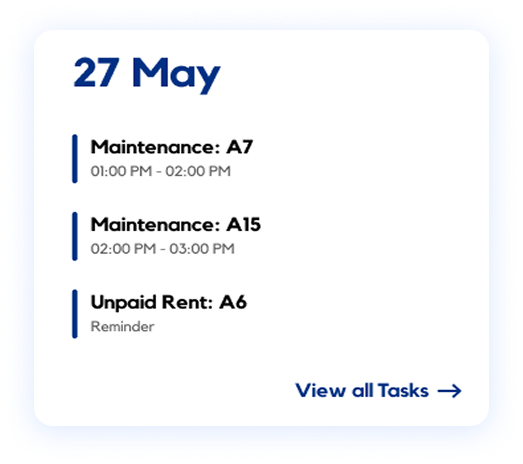 27 May
Maintenance: A7
01:00 PM - 02:00 PM
Maintenance: A15
02:00 PM - 03:00 PM
Unpaid Rent: A6
Reminder
View all Tasks →